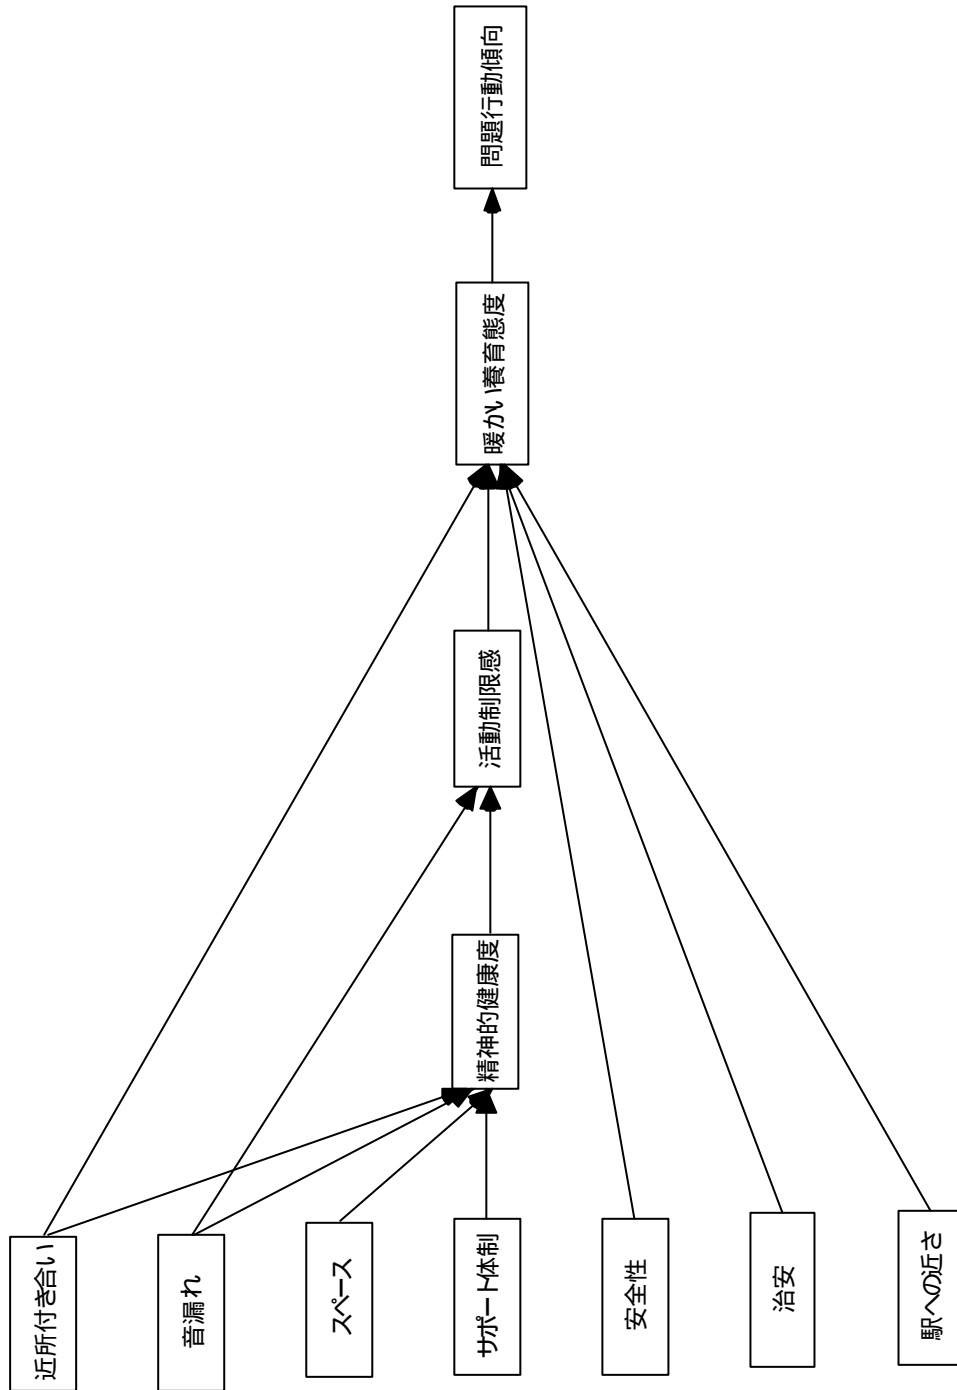 近所付き合い
音漏れ
スペース
サポート体制
安全性
治安
駅への近さ
精神的健康度
活動制限感
暖かい養育態度
問題行動傾向